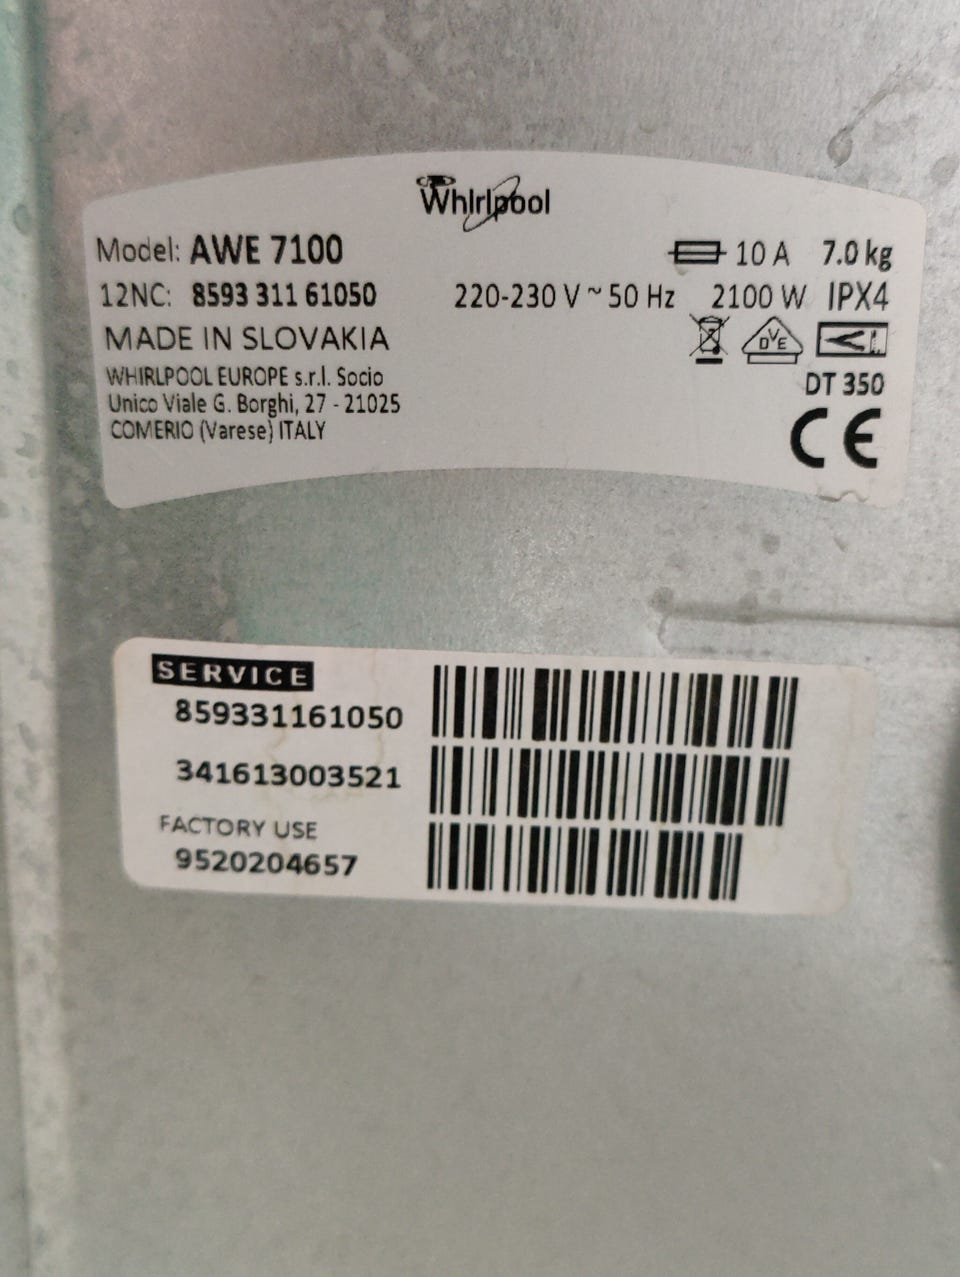 Whirlpool
Model: AWE 7100 10 A 7.0 kg
12NC: 8593 311 61050 220-230 V ~ 50 Hz 2100 W IPX4
MADE IN SLOVAKIA
DVE
WHIRLPOOL EUROPE s.r.l. Socio DT 350
Unico Viale G. Borghi, 27 - 21025
COMERIO (Varese) ITALY CE
SERVICE
859331161050
341613003521
FACTORY USE
9520204657